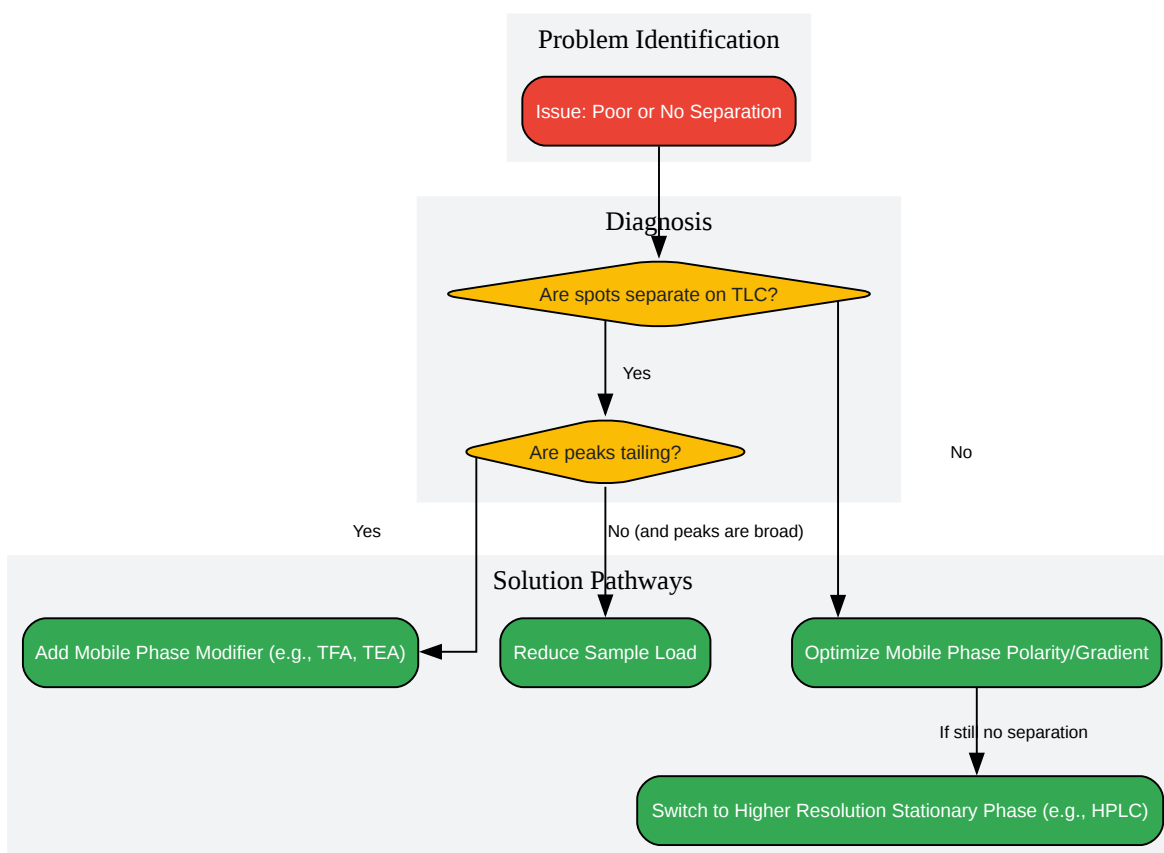 Problem Identification
Issue: Poor or No Separation
Diagnosis
Are spots separate on TLC?
Yes
Are peaks tailing?
No
Yes
No (and peaks are broad)
Solution Pathways
Add Mobile Phase Modifier (e.g., TFA, TEA)
Reduce Sample Load
Optimize Mobile Phase Polarity/Gradient
If still no separation
Switch to Higher Resolution Stationary Phase (e.g., HPLC)